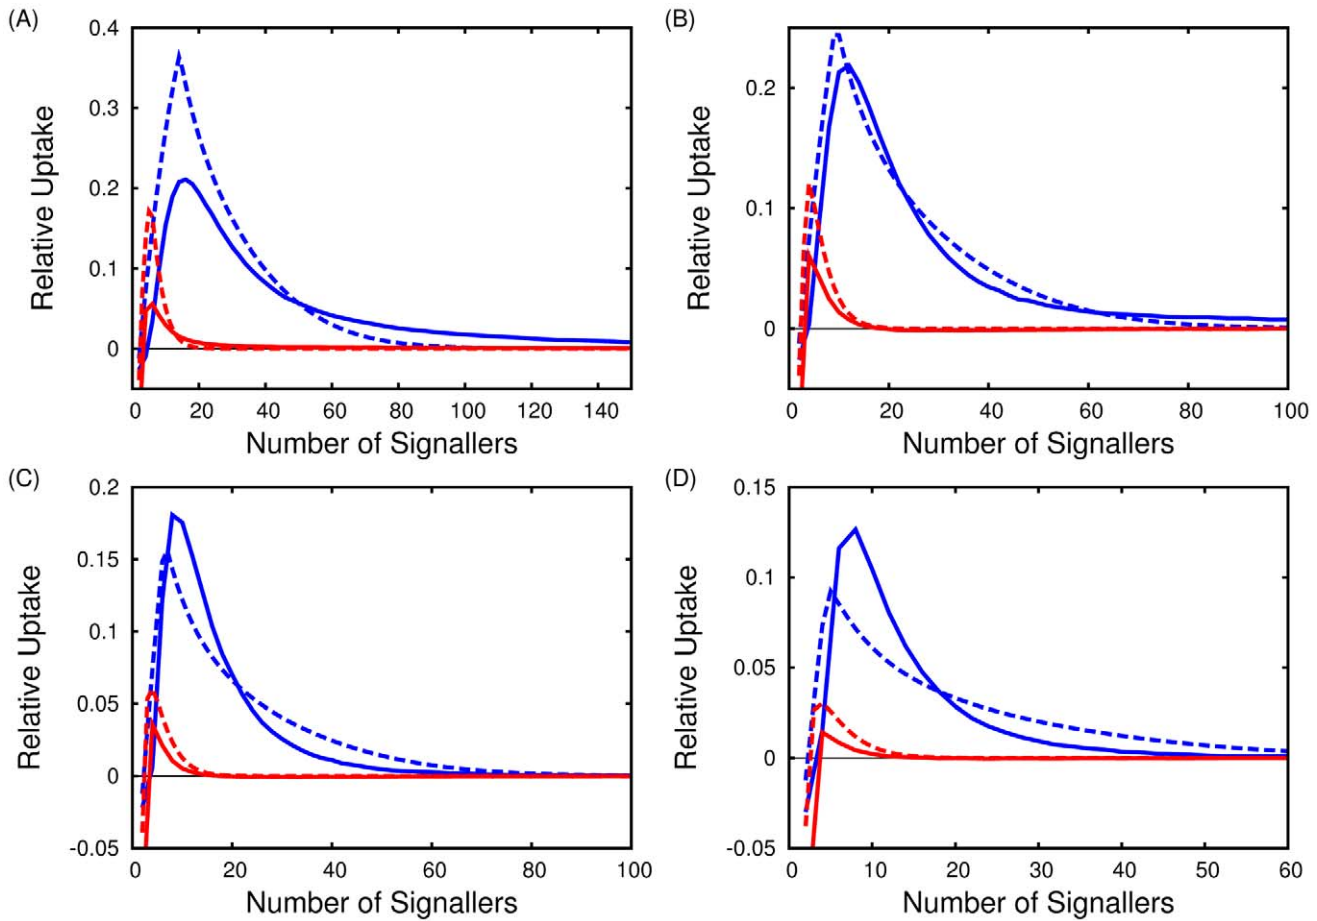 (A)
0.4
0.3
0.2
0.1
0
Relative Uptake
0 20 40 60 80 100 120 140
Number of Signallers
(B)
0.2
0.1
0
Relative Uptake
0 20 40 60 80 100
Number of Signallers
(C)
0.2
0.15
0.1
0.05
0
-0.05
Relative Uptake
0 20 40 60 80 100
Number of Signallers
(D)
0.15
0.1
0.05
0
-0.05
Relative Uptake
0 10 20 30 40 50 60
Number of Signallers